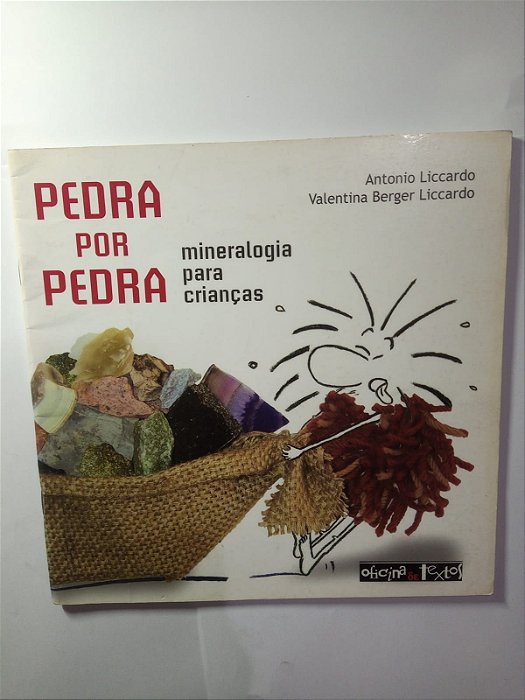 Antonio Liccardo
Valentina Berger Liccardo
PEDRA
POR
PEDRA
mineralogia
para
crianças
oficina DE textos